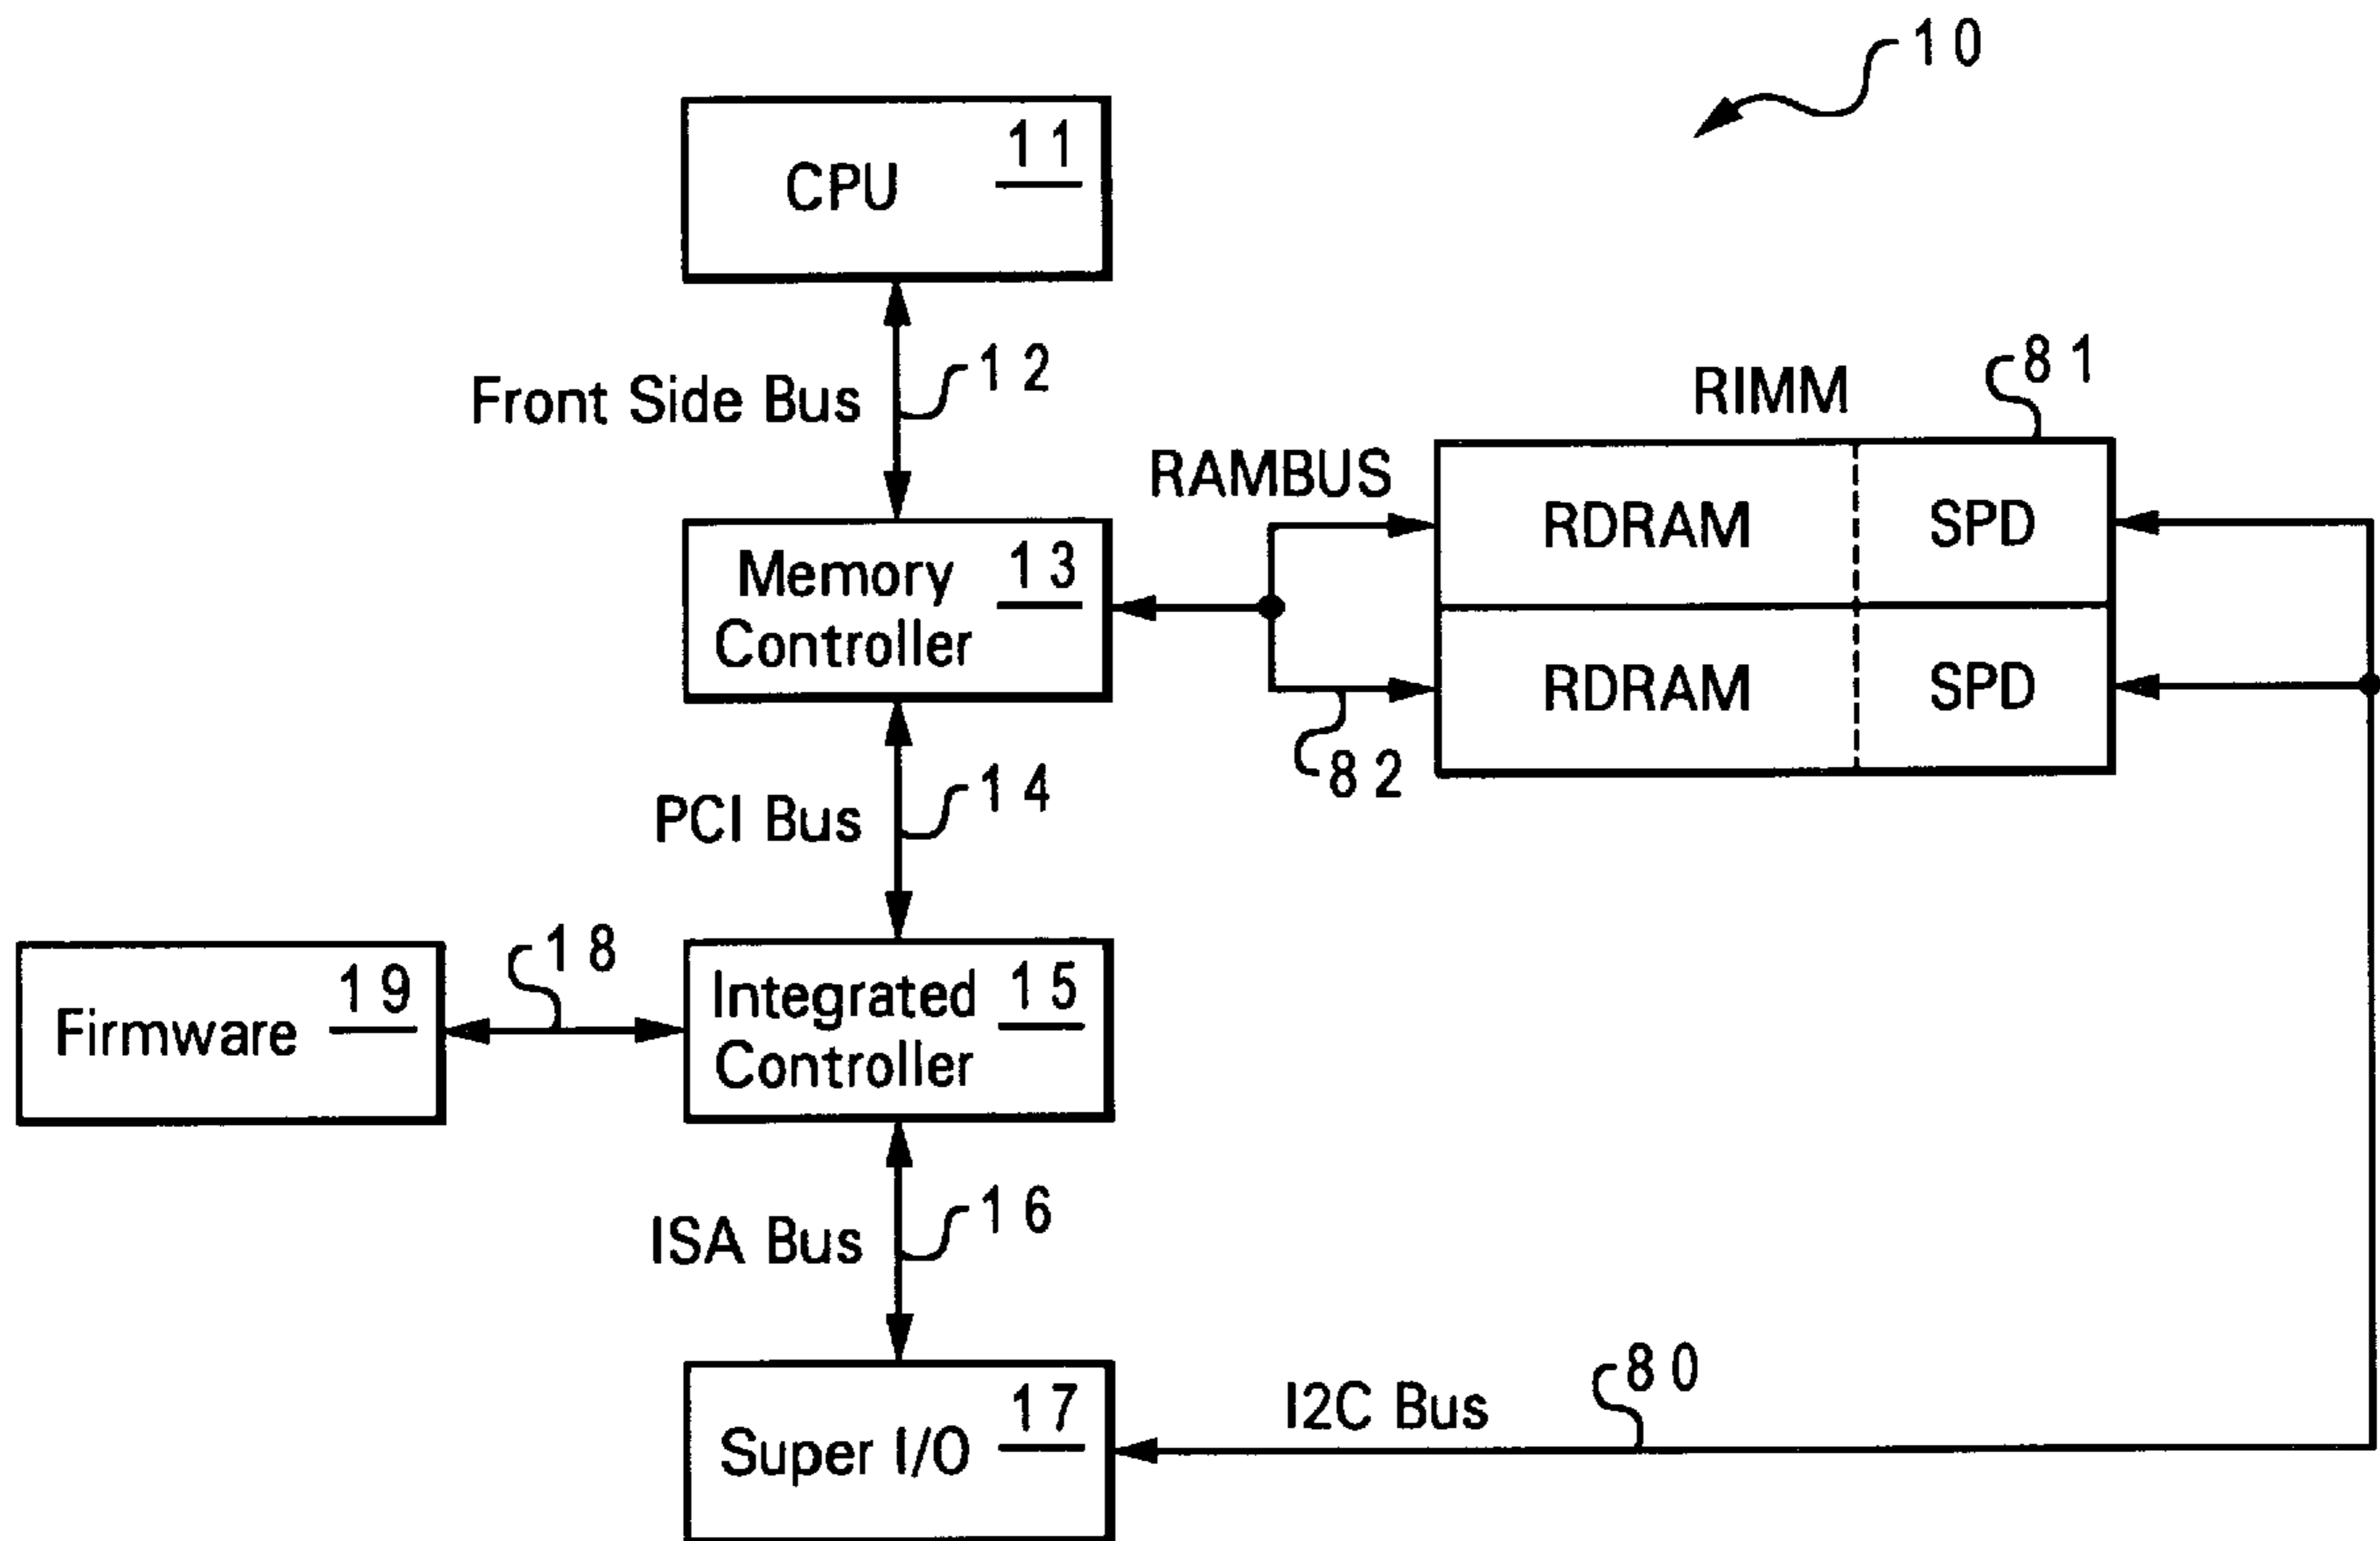 10
11
CPU
12
Front Side Bus
81
RIMM
RAMBUS
RDRAM SPD
13
Memory
Controller
RDRAM SPD
82
14
PCI Bus
18
19
Firmware
15
Integrated
Controller
16
ISA Bus
80
17
I2C Bus
Super I/O